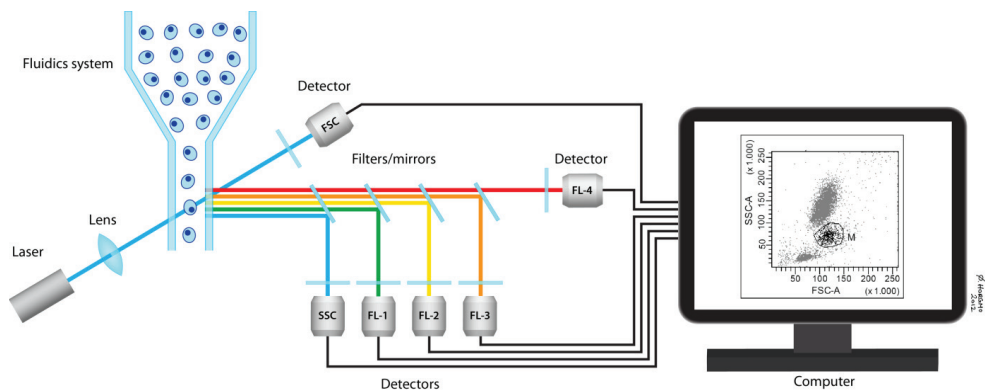 Fluidics system
Detector
FSC
Filters/mirrors
Detector
FL-4
Lens
Laser
SSC
FL-1
FL-2
FL-3
Detectors
SSC-A
(x 1.000)
50 100 150 200 250
M
50 100 150 200 250
FSC-A
(x 1.000)
Computer
2012.